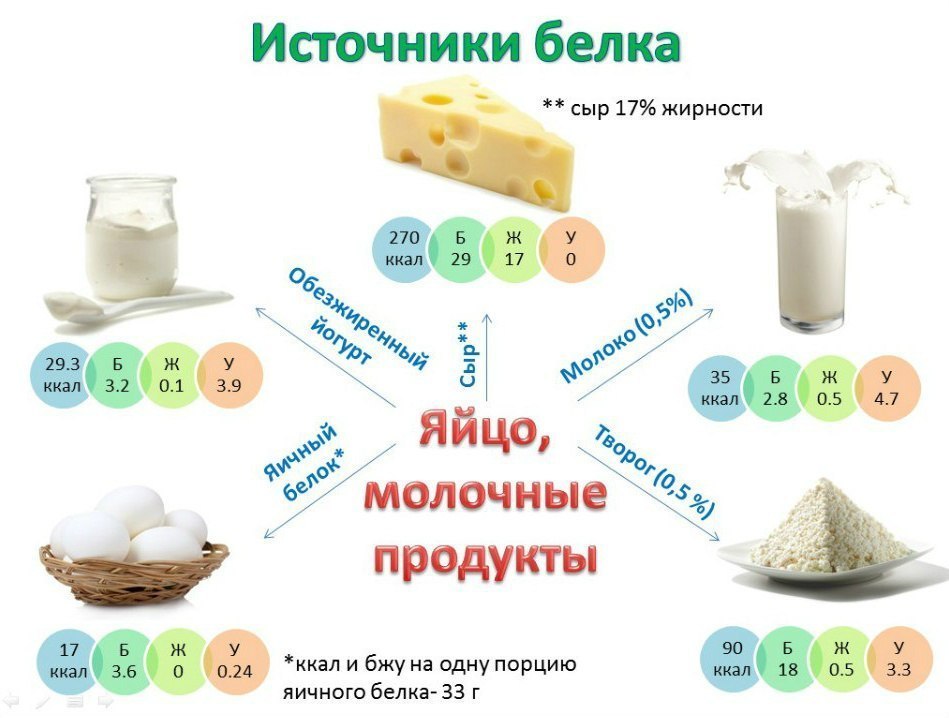 Источники белка
** сыр 17% жирности
270 ккал
Б 29
Ж 17
У 0
Обезжиренный
йогурт
Сыр**
Молоко (0,5%)
29.3 ккал
Б 3.2
Ж 0.1
У 3.9
35 ккал
Б 2.8
Ж 0.5
У 4.7
Яйцо,
молочные
продукты
Яичный
белок*
Творог (0,5 %)
17 ккал
Б 3.6
Ж 0
У 0.24
*ккал и бжу на одну порцию
яичного белка- 33 г
90 ккал
Б 18
Ж 0.5
У 3.3